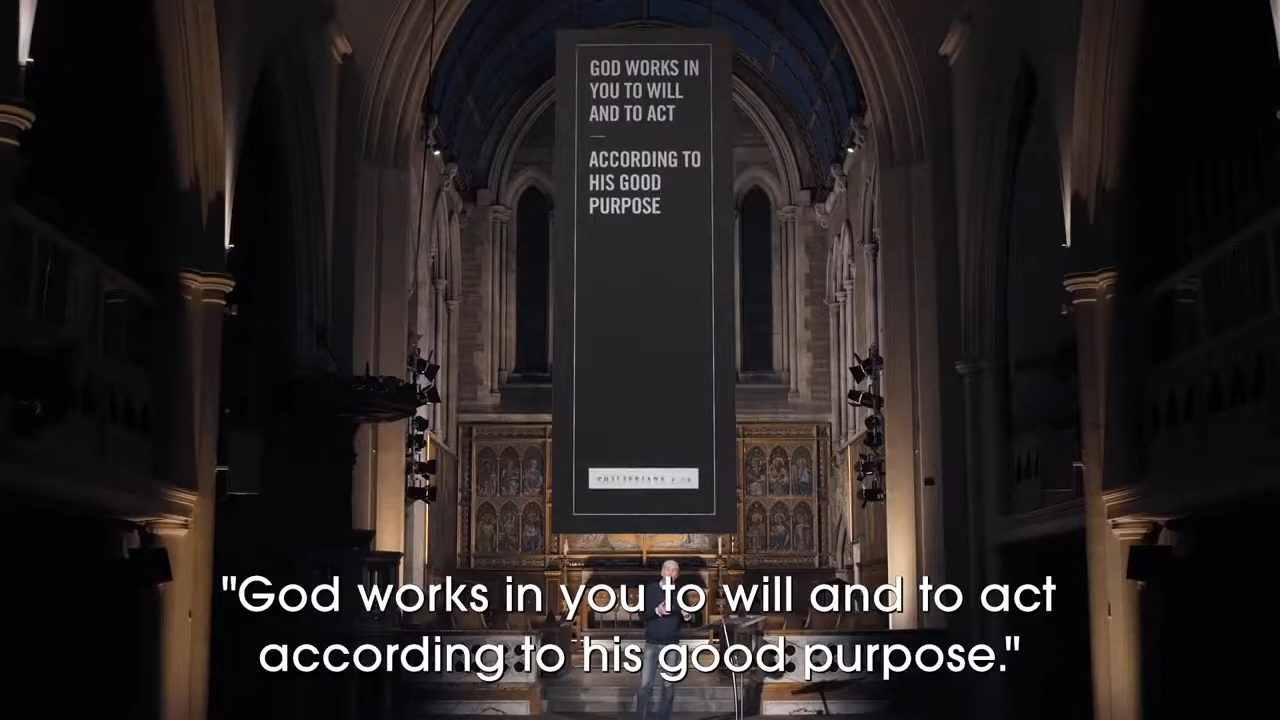 GOD WORKS IN
YOU TO WILL
AND TO ACT
—
ACCORDING TO
HIS GOOD
PURPOSE
PHILIPPIANS
"God works in you to will and to act
according to his good purpose."